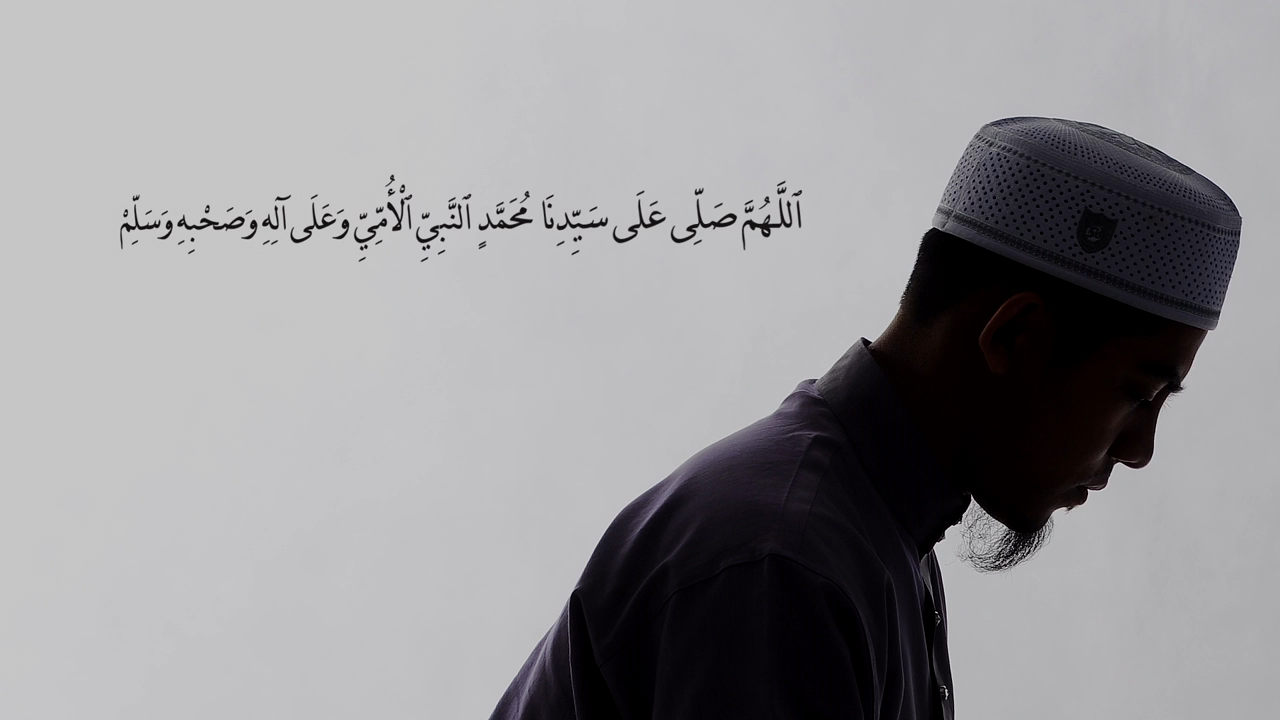 ٱللَّهُمَّ صَلِّى عَلَى سَيِّدِنَا مُحَمَّدٍ ٱلنَّبِيِّ ٱلْأُمِّيِّ وَعَلَى آلِهِ وَصَحْبِهِ وَسَلِّمْ